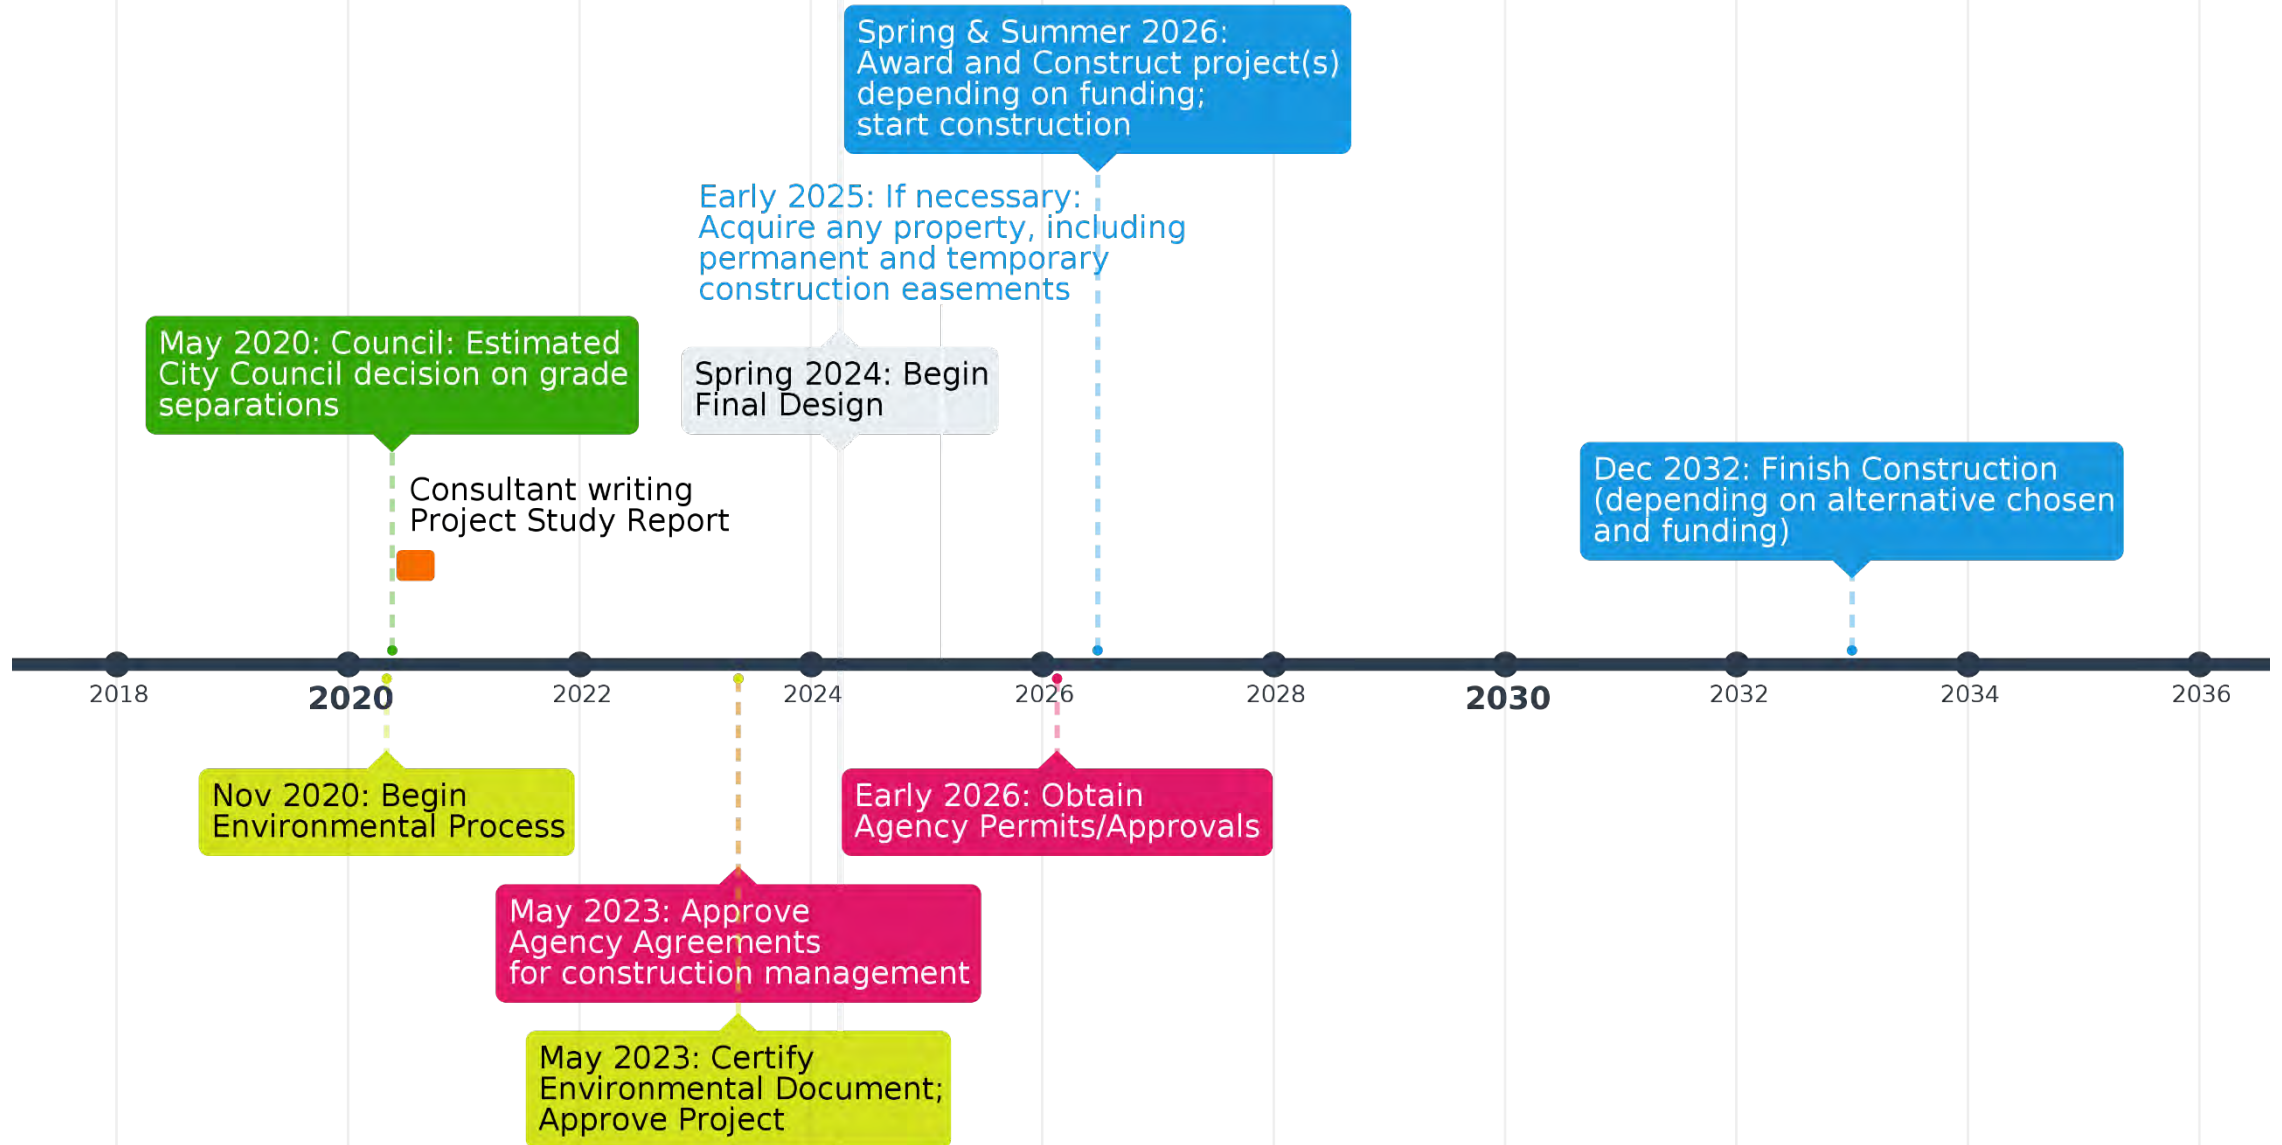 Spring & Summer 2026:
Award and Construct project(s)
depending on funding;
start construction
Early 2025: If necessary:
Acquire any property, including
permanent and temporary
construction easements
May 2020: Council: Estimated
City Council decision on grade
separations
Spring 2024: Begin
Final Design
Consultant writing
Project Study Report
Dec 2032: Finish Construction
(depending on alternative chosen
and funding)
2018
2020
2022
2024
2026
2028
2030
2032
2034
2036
Nov 2020: Begin
Environmental Process
Early 2026: Obtain
Agency Permits/Approvals
May 2023: Approve
Agency Agreements
for construction management
May 2023: Certify
Environmental Document;
Approve Project